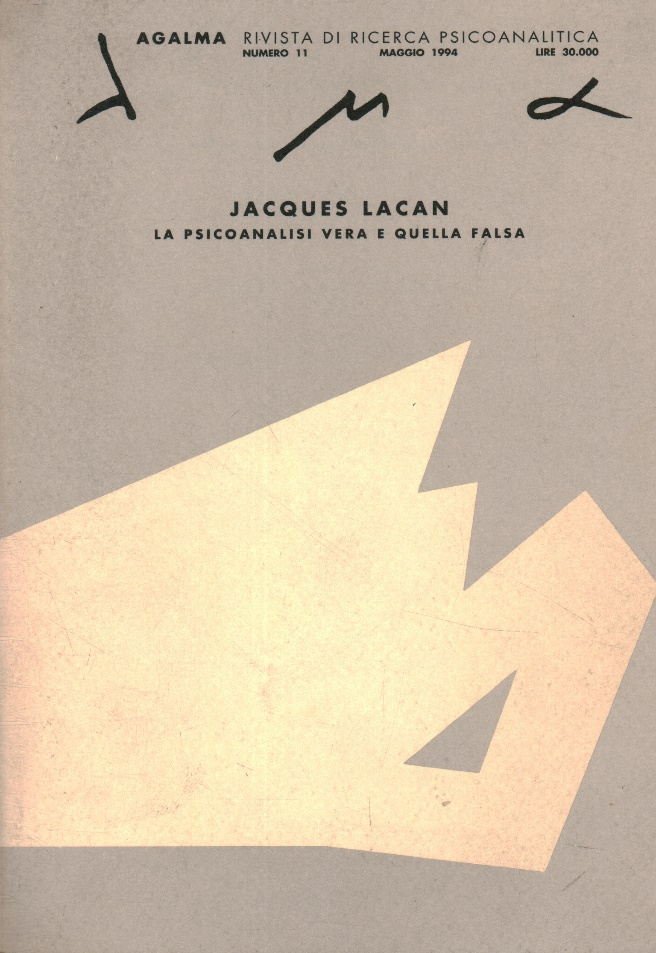 AGALMA RIVISTA DI RICERCA PSICOANALITICA
NUMERO 11 MAGGIO 1994 LIRE 30.000
λ μ α
JACQUES LACAN
LA PSICOANALISI VERA E QUELLA FALSA